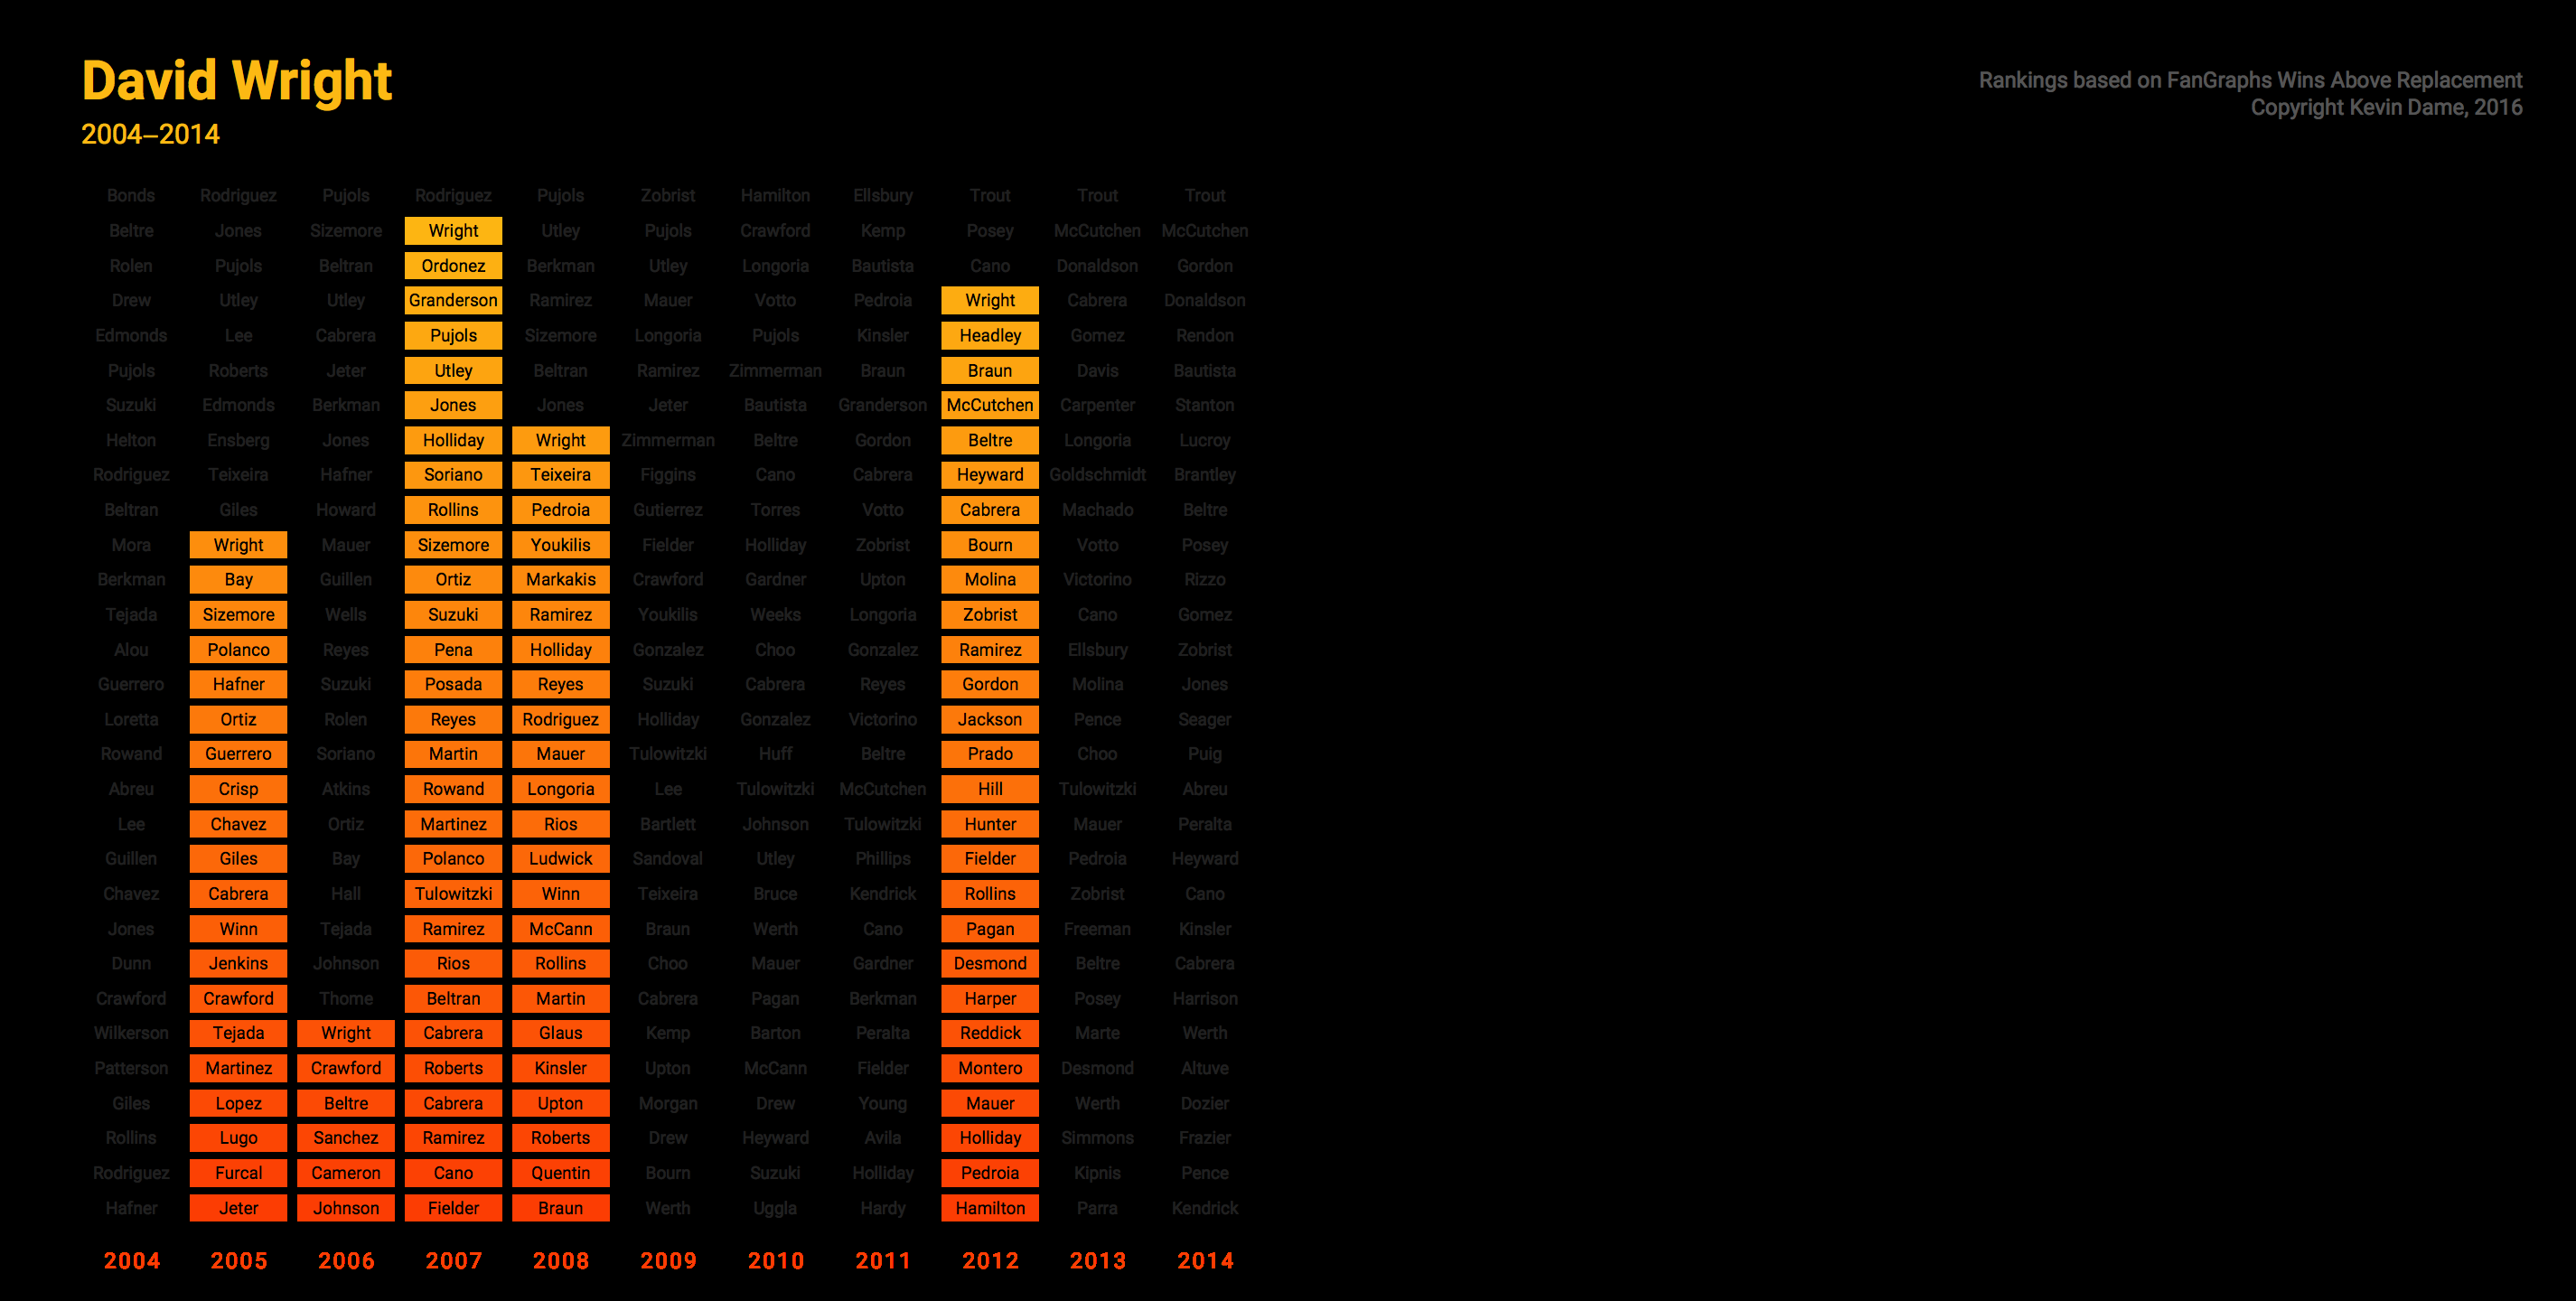 David Wright
2004–2014
Rankings based on FanGraphs Wins Above Replacement
Copyright Kevin Dame, 2016
Bonds Rodriguez Pujols Rodriguez Pujols Zobrist Hamilton Ellsbury Trout Trout Trout
Beltre Jones Sizemore Wright Utley Pujols Crawford Kemp Posey McCutchen McCutchen
Rolen Pujols Beltran Ordonez Berkman Utley Longoria Bautista Cano Donaldson Gordon
Drew Utley Utley Granderson Ramirez Mauer Votto Pedroia Wright Cabrera Donaldson
Edmonds Lee Cabrera Pujols Sizemore Longoria Pujols Kinsler Headley Gomez Rendon
Pujols Roberts Jeter Utley Beltran Ramirez Zimmerman Braun Braun Davis Bautista
Suzuki Edmonds Berkman Jones Jones Jeter Bautista Granderson McCutchen Carpenter Stanton
Helton Ensberg Jones Holliday Wright Zimmerman Beltre Gordon Beltre Longoria Lucroy
Rodriguez Teixeira Hafner Soriano Teixeira Figgins Cano Cabrera Heyward Goldschmidt Brantley
Beltran Giles Howard Rollins Pedroia Gutierrez Torres Votto Cabrera Machado Beltre
Mora Wright Mauer Sizemore Youkilis Fielder Holliday Zobrist Bourn Votto Posey
Berkman Bay Guillen Ortiz Markakis Crawford Gardner Upton Molina Victorino Rizzo
Tejada Sizemore Wells Suzuki Ramirez Youkilis Weeks Longoria Zobrist Cano Gomez
Alou Polanco Reyes Pena Holliday Gonzalez Choo Gonzalez Ramirez Ellsbury Zobrist
Guerrero Hafner Suzuki Posada Reyes Suzuki Cabrera Reyes Gordon Molina Jones
Loretta Ortiz Rolen Reyes Rodriguez Holliday Gonzalez Victorino Jackson Pence Seager
Rowand Guerrero Soriano Martin Mauer Tulowitzki Huff Beltre Prado Choo Puig
Abreu Crisp Atkins Rowand Longoria Lee Tulowitzki McCutchen Hill Tulowitzki Abreu
Lee Chavez Ortiz Martinez Rios Bartlett Johnson Tulowitzki Hunter Mauer Peralta
Guillen Giles Bay Polanco Ludwick Sandoval Utley Phillips Fielder Pedroia Heyward
Chavez Cabrera Hall Tulowitzki Winn Teixeira Bruce Kendrick Rollins Zobrist Cano
Jones Winn Tejada Ramirez McCann Braun Werth Cano Pagan Freeman Kinsler
Dunn Jenkins Johnson Rios Rollins Choo Mauer Gardner Desmond Beltre Cabrera
Crawford Crawford Thome Beltran Martin Cabrera Pagan Berkman Harper Posey Harrison
Wilkerson Tejada Wright Cabrera Glaus Kemp Barton Peralta Reddick Marte Werth
Patterson Martinez Crawford Roberts Kinsler Upton McCann Fielder Montero Desmond Altuve
Giles Lopez Beltre Cabrera Upton Morgan Drew Young Mauer Werth Dozier
Rollins Lugo Sanchez Ramirez Roberts Drew Heyward Avila Holliday Simmons Frazier
Rodriguez Furcal Cameron Cano Quentin Bourn Suzuki Holliday Pedroia Kipnis Pence
Hafner Jeter Johnson Fielder Braun Werth Uggla Hardy Hamilton Parra Kendrick
2004 2005 2006 2007 2008 2009 2010 2011 2012 2013 2014